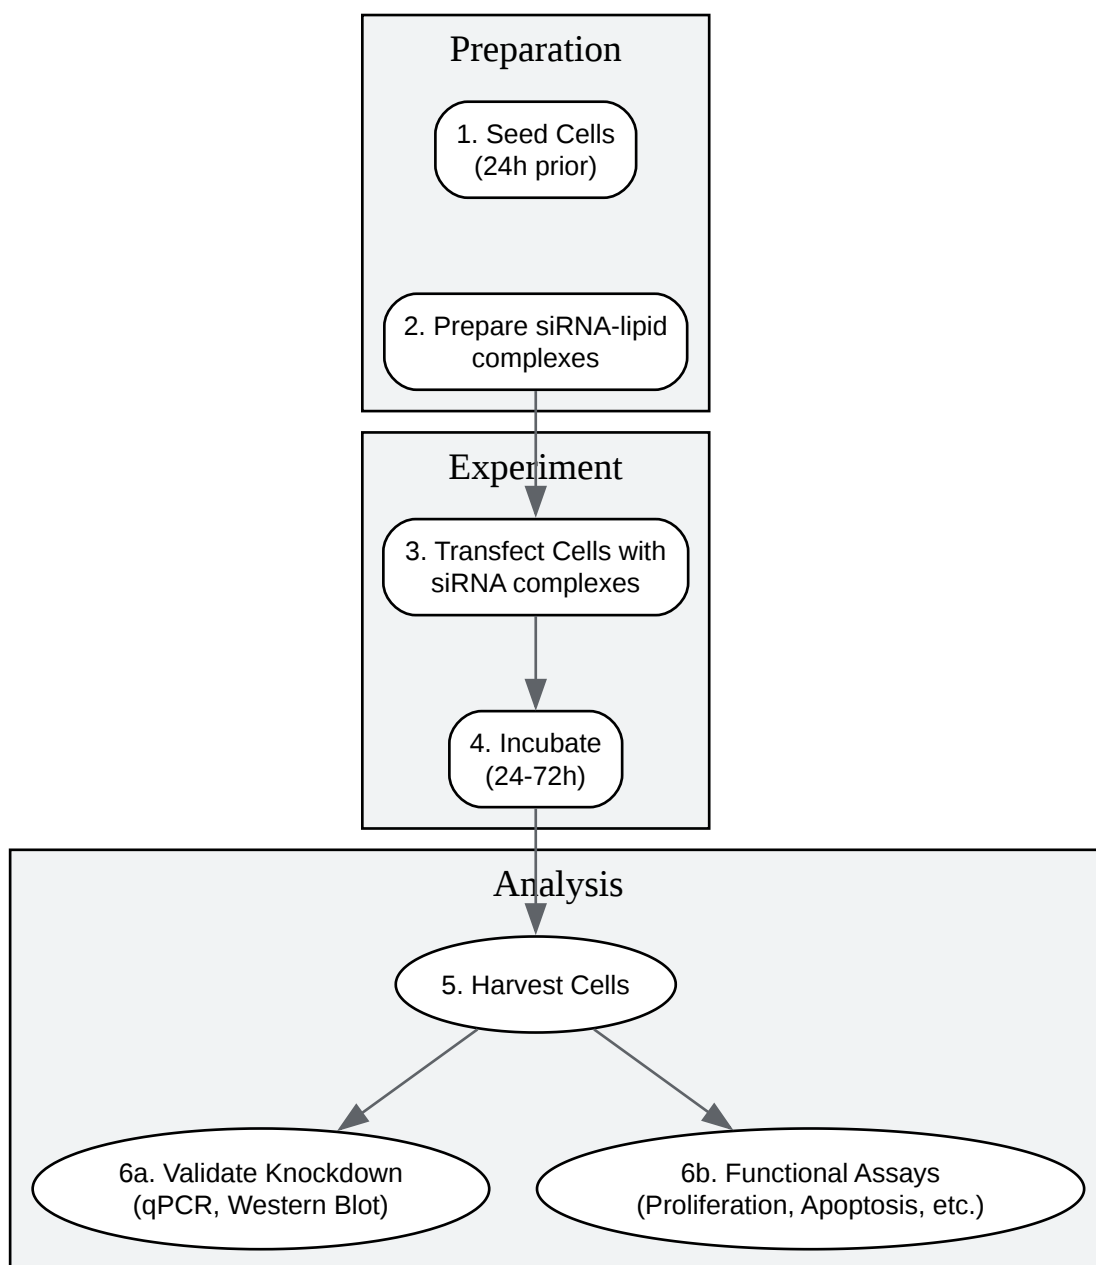 Preparation
1. Seed Cells
(24h prior)
2. Prepare siRNA-lipid
complexes
Experiment
3. Transfect Cells with
siRNA complexes
4. Incubate
(24-72h)
Analysis
5. Harvest Cells
6a. Validate Knockdown
(qPCR, Western Blot)
6b. Functional Assays
(Proliferation, Apoptosis, etc.)